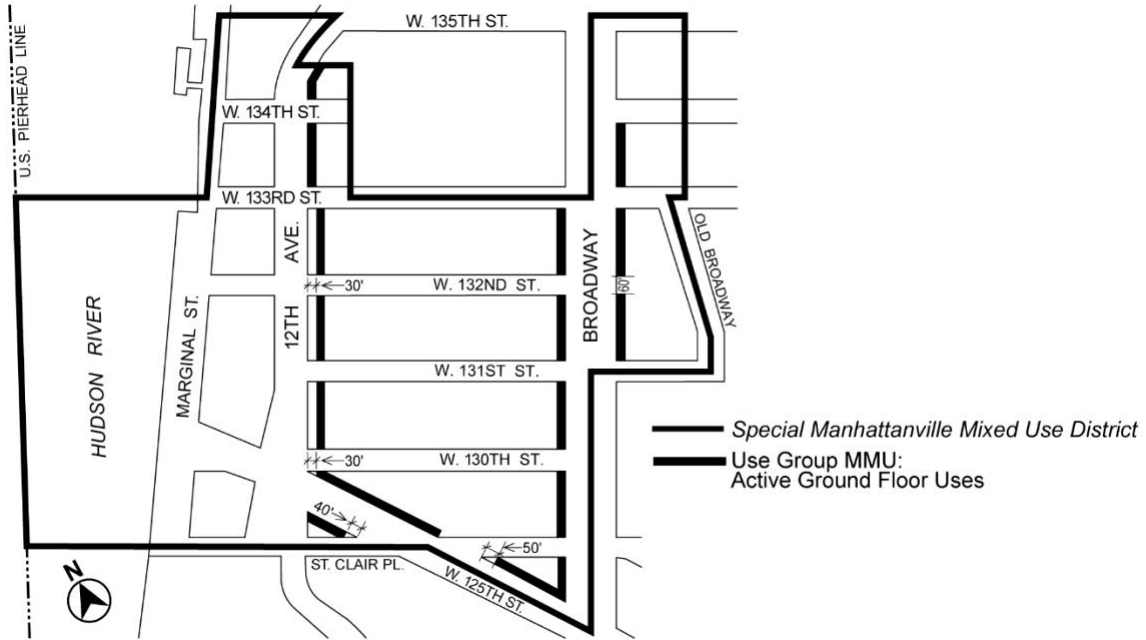 U.S. PIERHEAD LINE
W. 135TH ST.
W. 134TH ST.
W. 133RD ST.
HUDSON RIVER
MARGINAL ST.
12TH AVE.
BROADWAY
OLD BROADWAY
30'
W. 132ND ST.
60'
W. 131ST ST.
Special Manhattanville Mixed Use District
Use Group MMU:
Active Ground Floor Uses
30'
W. 130TH ST.
40'
50'
ST. CLAIR PL.
W. 125TH ST.
N